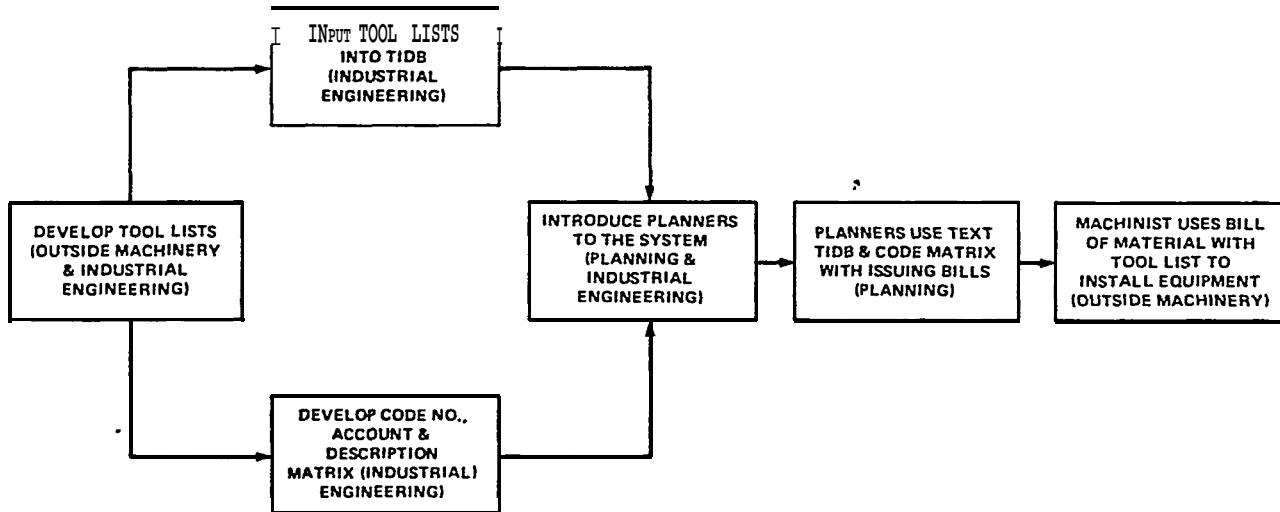 INPUT TOOL LISTS
INTO TIDB
(INDUSTRIAL
ENGINEERING)
DEVELOP TOOL LISTS
(OUTSIDE MACHINERY
& INDUSTRIAL
ENGINEERING)
INTRODUCE PLANNERS
TO THE SYSTEM
(PLANNING &
INDUSTRIAL
ENGINEERING)
PLANNERS USE TEXT
TIDB & CODE MATRIX
WITH ISSUING BILLS
(PLANNING)
MACHINIST USES BILL
OF MATERIAL WITH
TOOL LIST TO
INSTALL EQUIPMENT
(OUTSIDE MACHINERY)
DEVELOP CODE NO.,
ACCOUNT &
DESCRIPTION
MATRIX (INDUSTRIAL)
ENGINEERING)